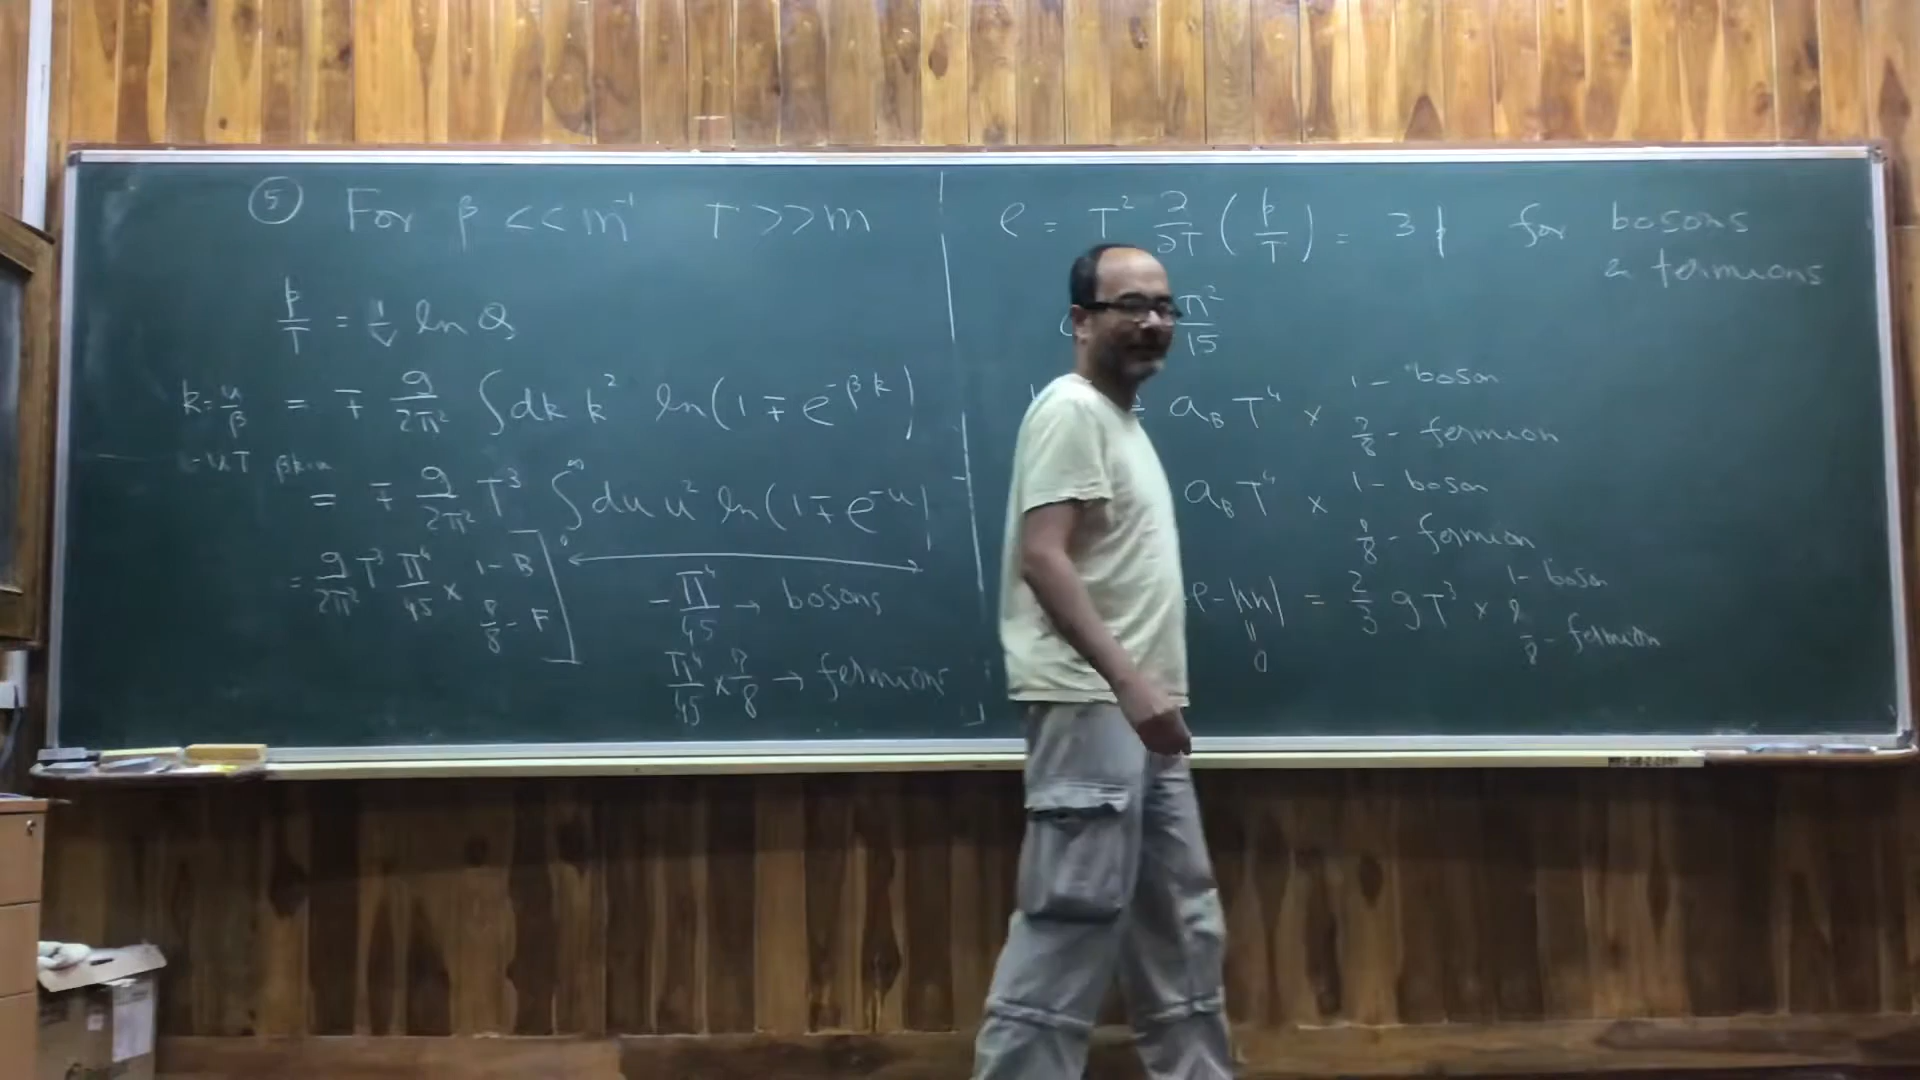 ⑤ For β << m⁻¹ T >> m
p/T = 1/V ln Q
k = u/β = ∓ g/2π² ∫ dk k² ln(1 ∓ e^{-βk})
βk=u
= ∓ g/2π² T³ ∫₀^∞ du u² ln(1 ∓ e^{-u})
= g/2π² T³ π⁴/45 × 1 – B
7/8 – F
-π⁴/45 → bosons
π⁴/45 × 7/8 → fermions
ρ = T² ∂/∂T (p/T) = 3p for bosons
& fermions
π²/15
a_B T⁴ × 1 – boson
7/8 – fermion
a_B T⁴ × 1 – boson
7/8 – fermion
= 2/3 g T³ × 1 – boson
7/8 – fermion
0